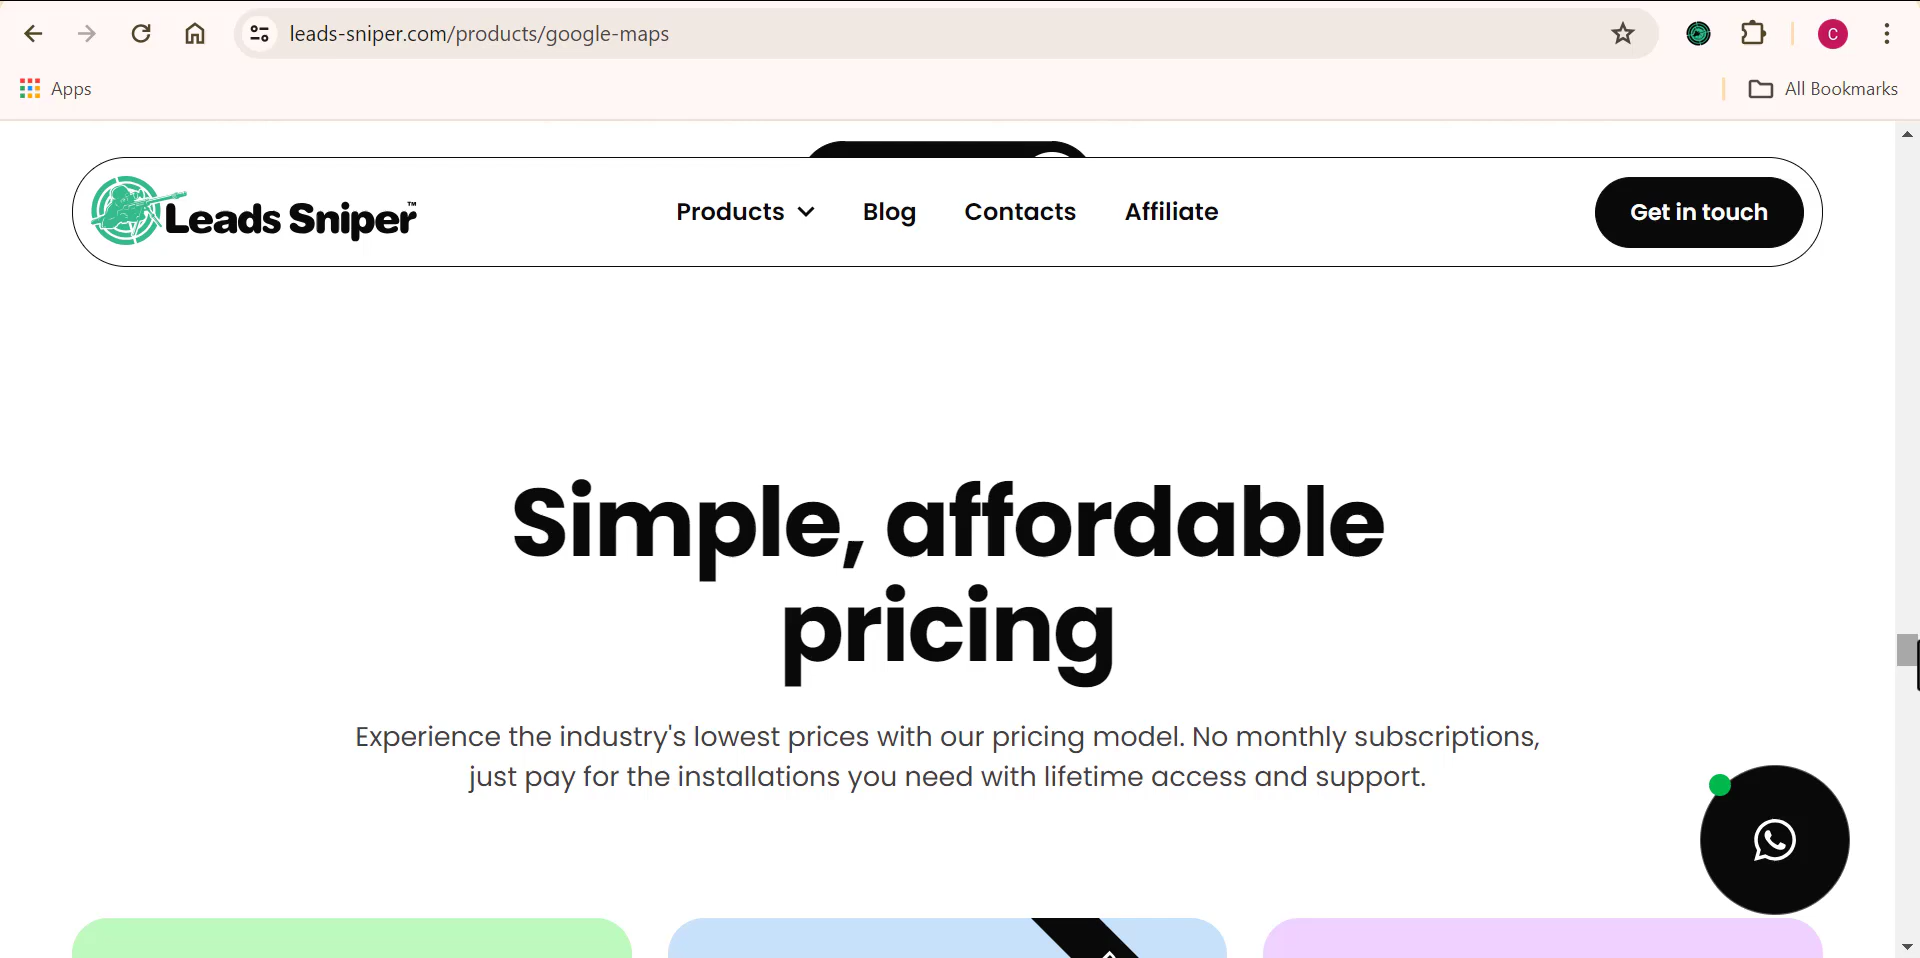 leads-sniper.com/products/google-maps
C
Apps
All Bookmarks
Leads Sniper™
Products
Blog
Contacts
Affiliate
Get in touch
Simple, affordable
pricing
Experience the industry's lowest prices with our pricing model. No monthly subscriptions,
just pay for the installations you need with lifetime access and support.